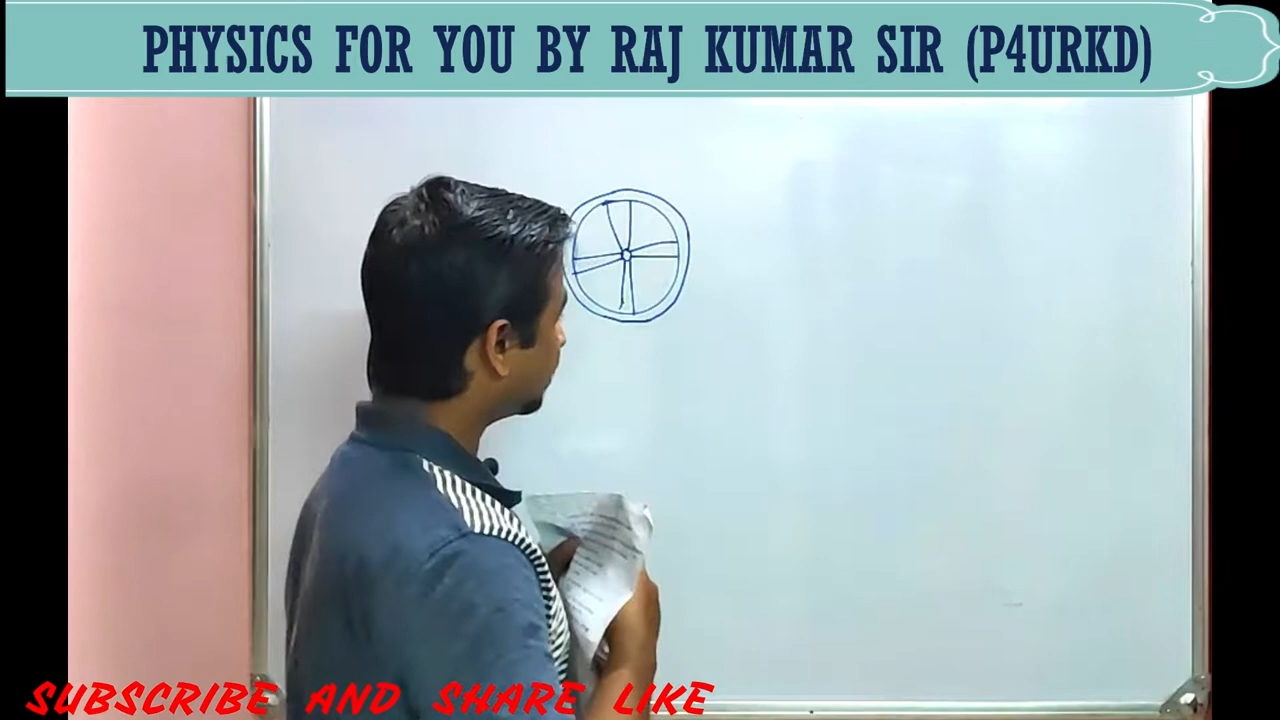 PHYSICS FOR YOU BY RAJ KUMAR SIR (P4URKD)
SUBSCRIBE AND SHARE LIKE